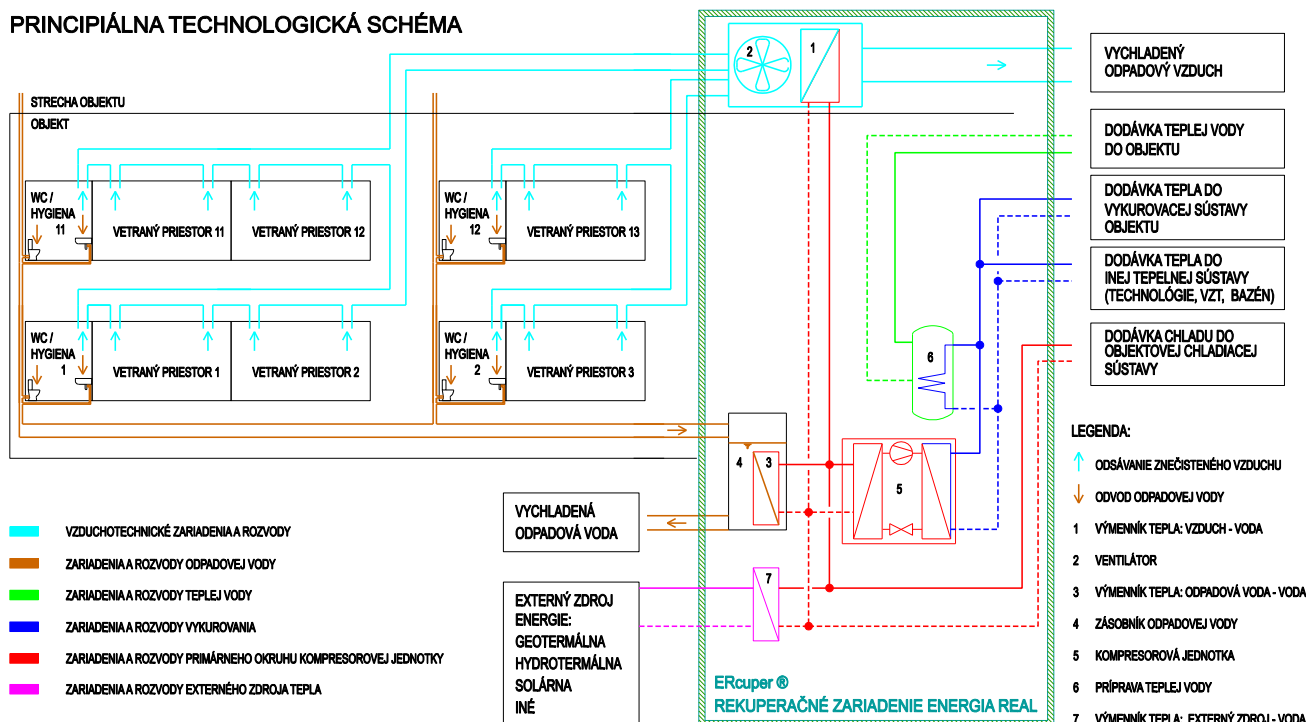 PRINCIPIÁLNA TECHNOLOGICKÁ SCHÉMA
STRECHA OBJEKTU
OBJEKT
WC /
HYGIENA
11
VETRANÝ PRIESTOR 11
VETRANÝ PRIESTOR 12
WC /
HYGIENA
12
VETRANÝ PRIESTOR 13
WC /
HYGIENA
1
VETRANÝ PRIESTOR 1
VETRANÝ PRIESTOR 2
WC /
HYGIENA
2
VETRANÝ PRIESTOR 3
2
1
6
4
3
5
7
VYCHLADENÝ
ODPADOVÝ VZDUCH
DODÁVKA TEPLEJ VODY
DO OBJEKTU
DODÁVKA TEPLA DO
VYKUROVACEJ SÚSTAVY
OBJEKTU
DODÁVKA TEPLA DO
INEJ TEPELNEJ SÚSTAVY
(TECHNOLÓGIE, VZT, BAZÉN)
DODÁVKA CHLADU DO
OBJEKTOVEJ CHLADIACEJ
SÚSTAVY
VYCHLADENÁ
ODPADOVÁ VODA
EXTERNÝ ZDROJ
ENERGIE:
GEOTERMÁLNA
HYDROTERMÁLNA
SOLÁRNA
INÉ
ERcuper ®
REKUPERAČNÉ ZARIADENIE ENERGIA REAL
VZDUCHOTECHNICKÉ ZARIADENIA A ROZVODY
ZARIADENIA A ROZVODY ODPADOVEJ VODY
ZARIADENIA A ROZVODY TEPLEJ VODY
ZARIADENIA A ROZVODY VYKUROVANIA
ZARIADENIA A ROZVODY PRIMÁRNEHO OKRUHU KOMPRESOROVEJ JEDNOTKY
ZARIADENIA A ROZVODY EXTERNÉHO ZDROJA TEPLA
LEGENDA:
ODSÁVANIE ZNEČISTENÉHO VZDUCHU
ODVOD ODPADOVEJ VODY
1 VÝMENNÍK TEPLA: VZDUCH - VODA
2 VENTILÁTOR
3 VÝMENNÍK TEPLA: ODPADOVÁ VODA - VODA
4 ZÁSOBNÍK ODPADOVEJ VODY
5 KOMPRESOROVÁ JEDNOTKA
6 PRÍPRAVA TEPLEJ VODY
7 VÝMENNÍK TEPLA: EXTERNÝ ZDROJ - VODA